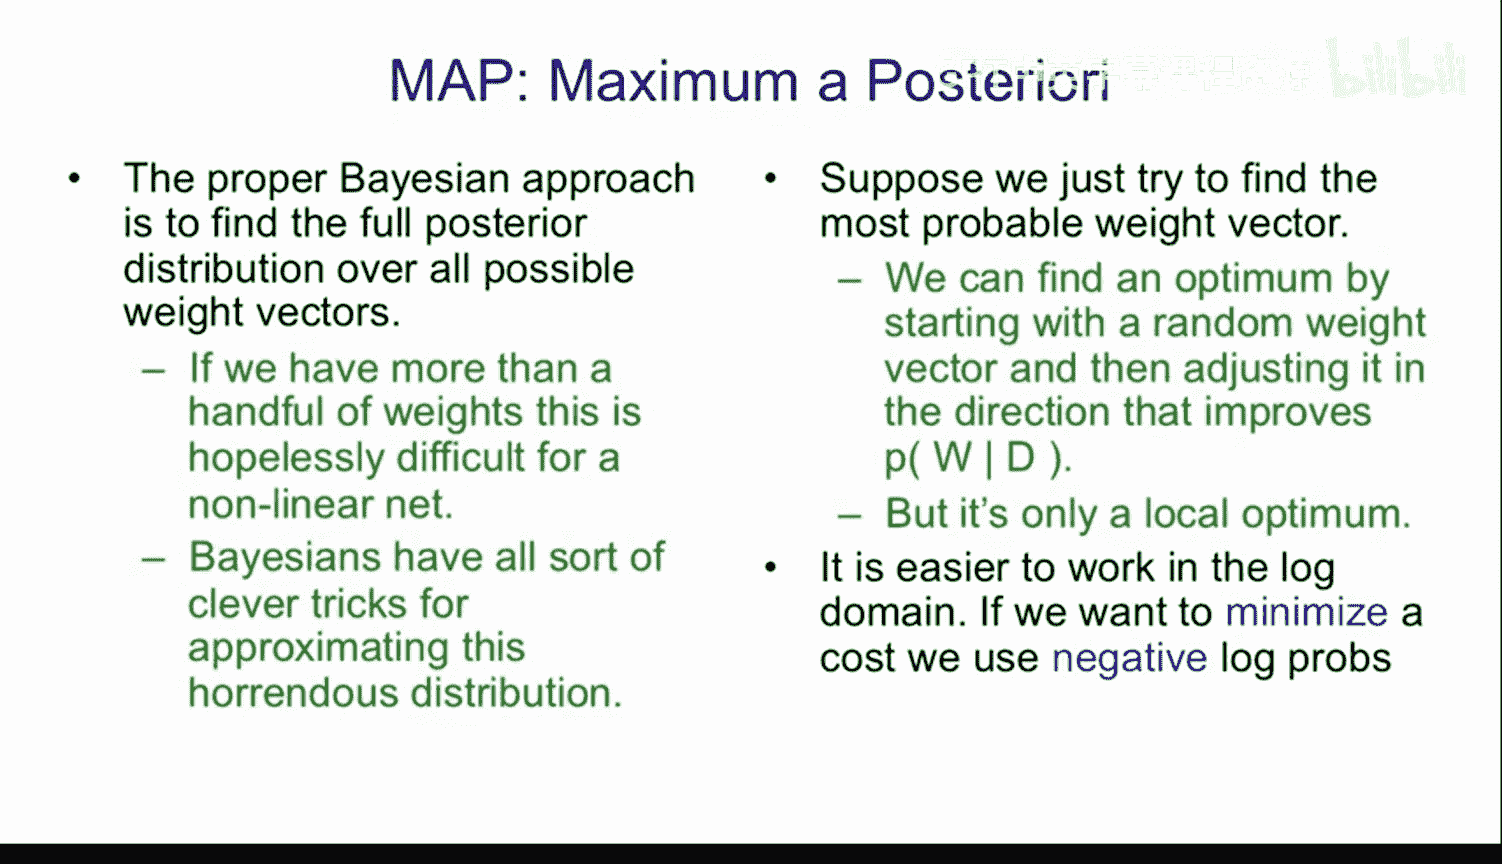 MAP: Maximum a Posteriori
• The proper Bayesian approach
is to find the full posterior
distribution over all possible
weight vectors.
– If we have more than a
handful of weights this is
hopelessly difficult for a
non-linear net.
– Bayesians have all sort of
clever tricks for
approximating this
horrendous distribution.
• Suppose we just try to find the
most probable weight vector.
– We can find an optimum by
starting with a random weight
vector and then adjusting it in
the direction that improves
p( W | D ).
– But it’s only a local optimum.
• It is easier to work in the log
domain. If we want to minimize a
cost we use negative log probs
bilibili